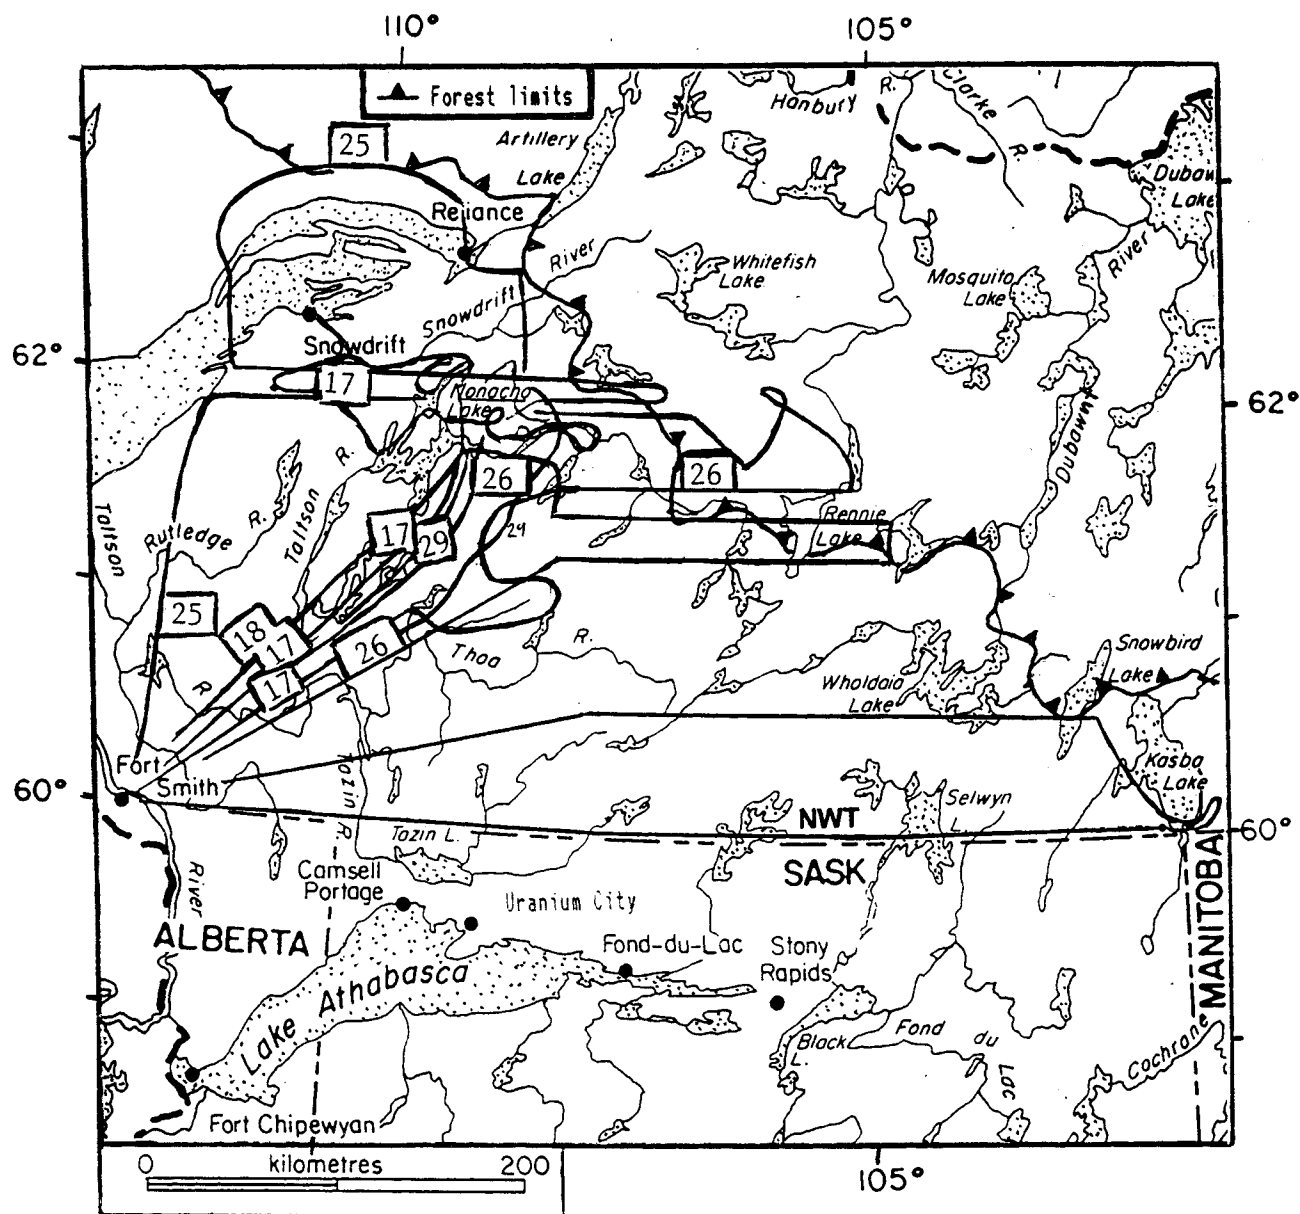 110°
105°
Forest limits
Hanbury
R.
Clarke
R.
25
Artillery
Lake
Dubawnt
Lake
Reliance
River
Whitefish
Lake
Mosquito
Lake
River
Snowdrift
62°
Snowdrift
17
Nonacho
Lake
Dubawnt
62°
26
26
R.
Taltson
Rutledge
R.
Taltson
17
29
24
Rennie
Lake
25
18
17
26
17
R
Thoa
R.
Snowbird
Lake
Wholdaia
Lake
Fort
Smith
60°
Tazin R.
Kasba
Lake
Selwyn
L.
NWT
60°
Tazin L.
SASK
MANITOBA
Camsell
Portage
River
Uranium City
ALBERTA
Fond-du-Lac
Stony
Rapids
Lake Athabasca
Black
L.
Fond
du
Lac
Cochrane
Fort Chipewyan
0 kilometres 200
105°